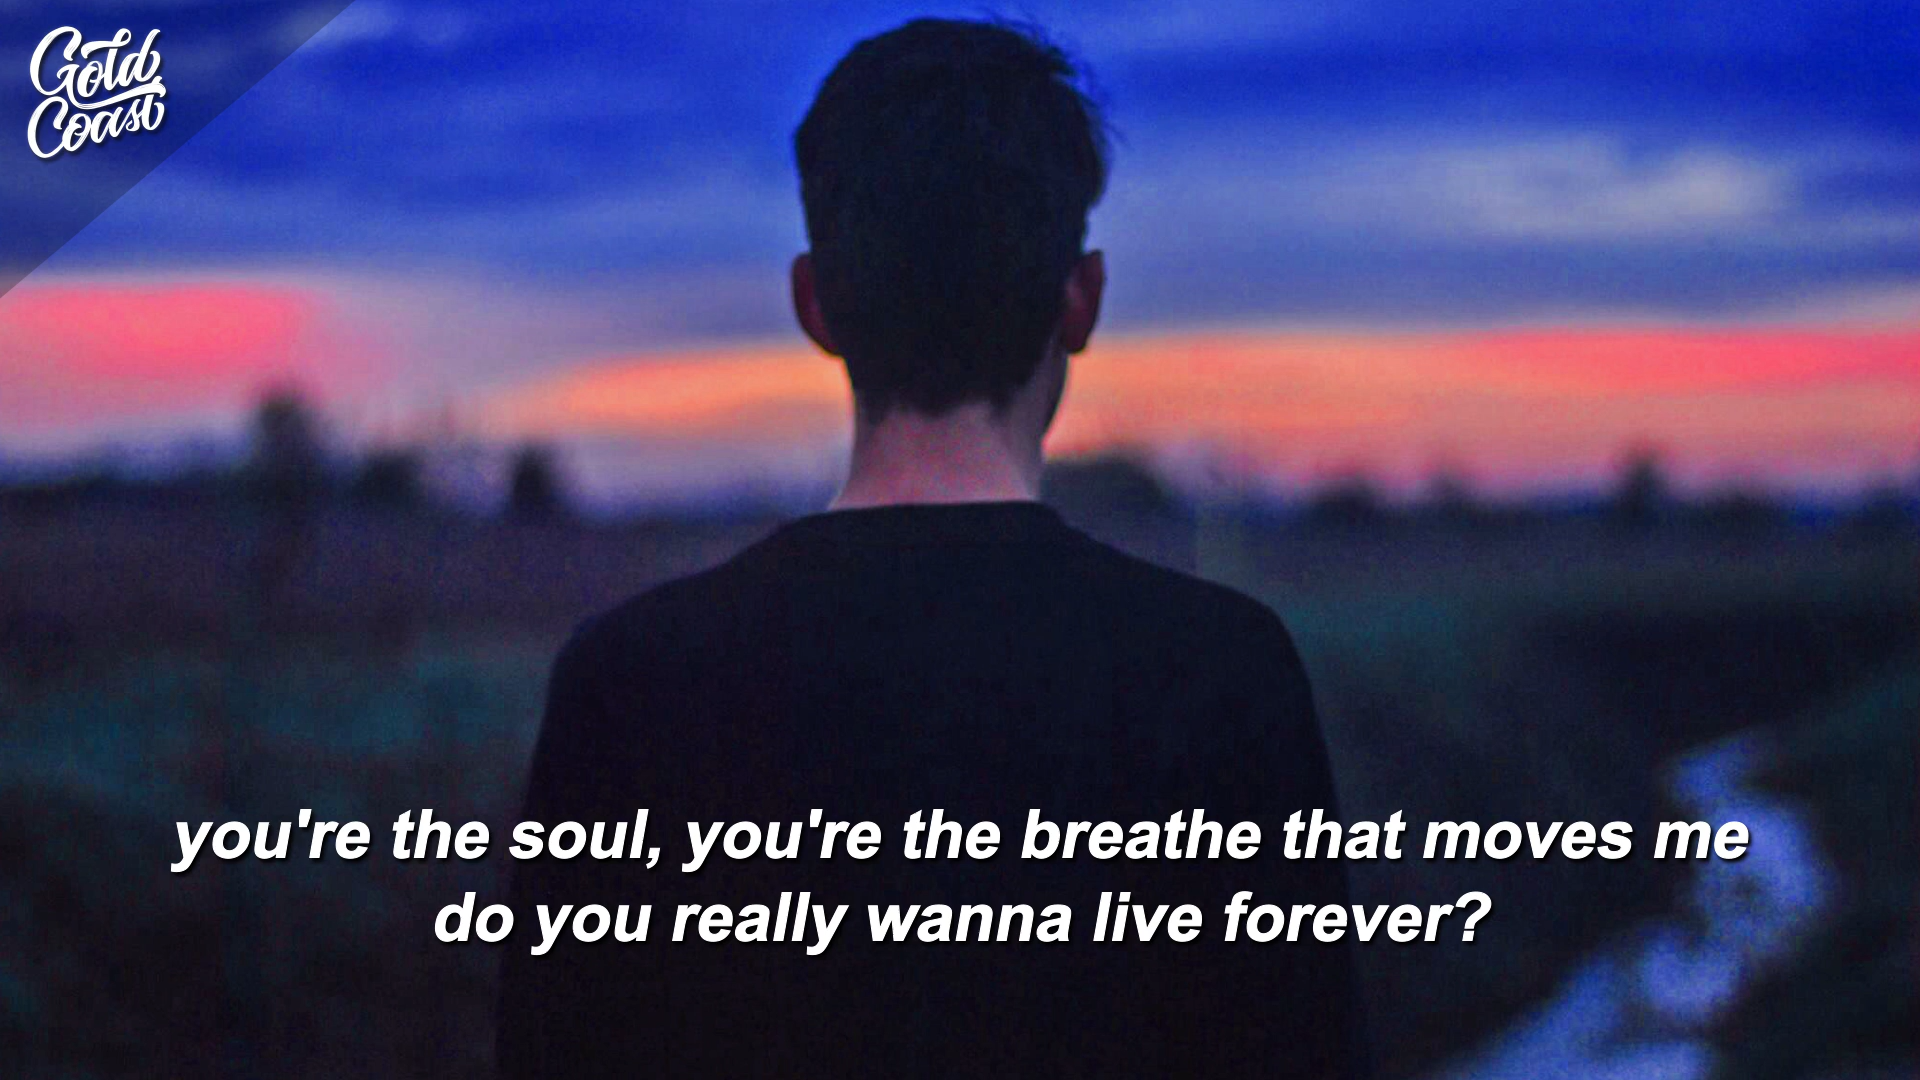 Gold
Coast
you're the soul, you're the breathe that moves me
do you really wanna live forever?